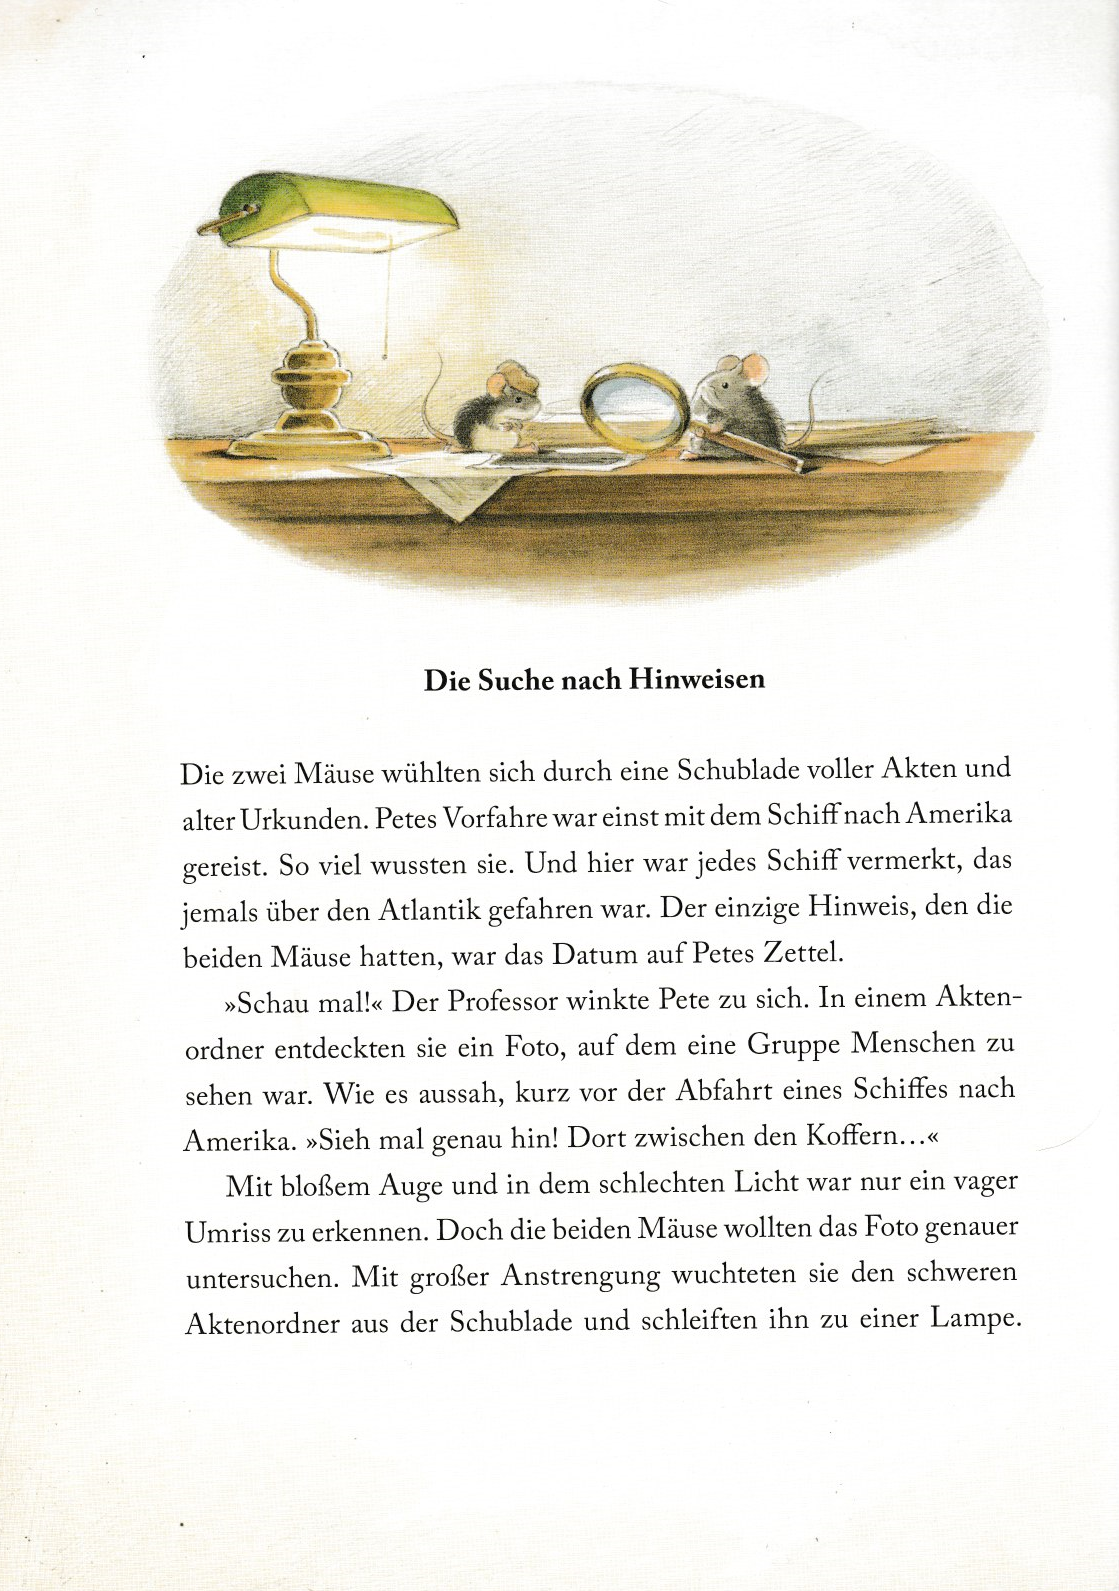 Die Suche nach Hinweisen
Die zwei Mäuse wühlten sich durch eine Schublade voller Akten und
alter Urkunden. Petes Vorfahre war einst mit dem Schiff nach Amerika
gereist. So viel wussten sie. Und hier war jedes Schiff vermerkt, das
jemals über den Atlantik gefahren war. Der einzige Hinweis, den die
beiden Mäuse hatten, war das Datum auf Petes Zettel.
»Schau mal!« Der Professor winkte Pete zu sich. In einem Akten-
ordner entdeckten sie ein Foto, auf dem eine Gruppe Menschen zu
sehen war. Wie es aussah, kurz vor der Abfahrt eines Schiffes nach
Amerika. »Sieh mal genau hin! Dort zwischen den Koffern…«
Mit bloßem Auge und in dem schlechten Licht war nur ein vager
Umriss zu erkennen. Doch die beiden Mäuse wollten das Foto genauer
untersuchen. Mit großer Anstrengung wuchteten sie den schweren
Aktenordner aus der Schublade und schleiften ihn zu einer Lampe.